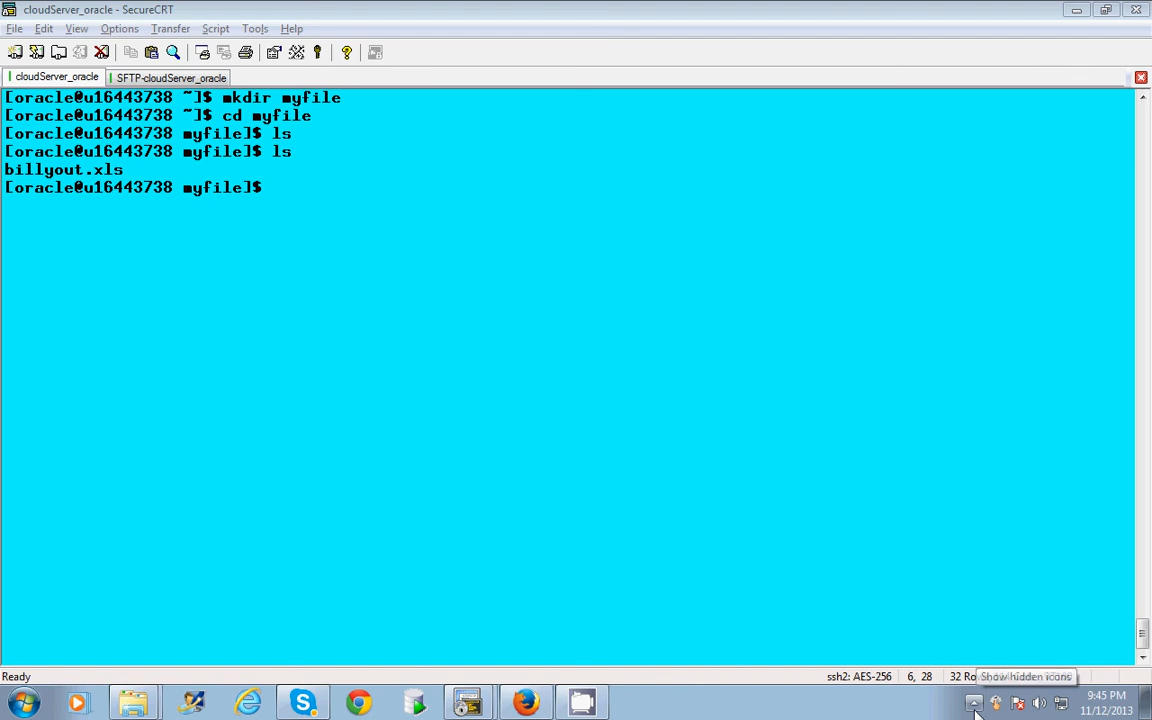 cloudServer_oracle - SecureCRT
File Edit View Options Transfer Script Tools Help
cloudServer_oracle SFTP-cloudServer_oracle
[oracle@u16443738 ~]$ mkdir myfile
[oracle@u16443738 ~]$ cd myfile
[oracle@u16443738 myfile]$ ls
[oracle@u16443738 myfile]$ ls
billyout.xls
[oracle@u16443738 myfile]$
Ready ssh2: AES-256 6, 28 32 Ro Show hidden icons
9:45 PM
11/12/2013